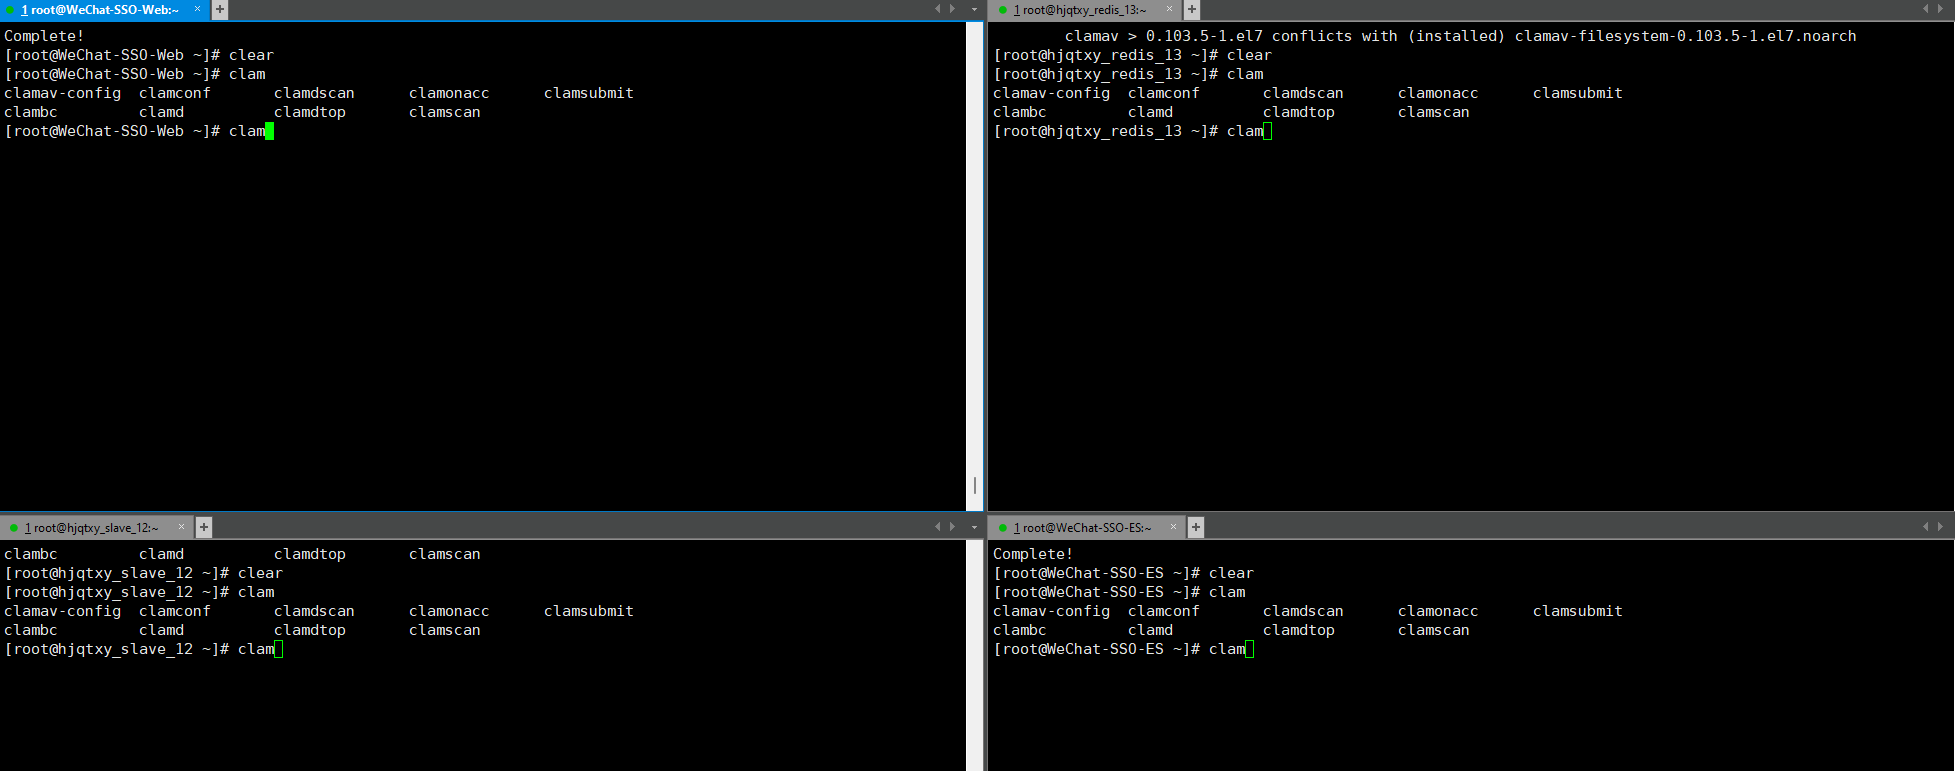 1 root@WeChat-SSO-Web:~ × +
Complete!
[root@WeChat-SSO-Web ~]# clear
[root@WeChat-SSO-Web ~]# clam
clamav-config  clamconf       clamdscan      clamonacc      clamsubmit
clambc         clamd          clamdtop       clamscan
[root@WeChat-SSO-Web ~]# clam
1 root@hjqtxy_redis_13:~ × +
clamav > 0.103.5-1.el7 conflicts with (installed) clamav-filesystem-0.103.5-1.el7.noarch
[root@hjqtxy_redis_13 ~]# clear
[root@hjqtxy_redis_13 ~]# clam
clamav-config  clamconf       clamdscan      clamonacc      clamsubmit
clambc         clamd          clamdtop       clamscan
[root@hjqtxy_redis_13 ~]# clam
1 root@hjqtxy_slave_12:~ × +
clambc         clamd          clamdtop       clamscan
[root@hjqtxy_slave_12 ~]# clear
[root@hjqtxy_slave_12 ~]# clam
clamav-config  clamconf       clamdscan      clamonacc      clamsubmit
clambc         clamd          clamdtop       clamscan
[root@hjqtxy_slave_12 ~]# clam
1 root@WeChat-SSO-ES:~ × +
Complete!
[root@WeChat-SSO-ES ~]# clear
[root@WeChat-SSO-ES ~]# clam
clamav-config  clamconf       clamdscan      clamonacc      clamsubmit
clambc         clamd          clamdtop       clamscan
[root@WeChat-SSO-ES ~]# clam